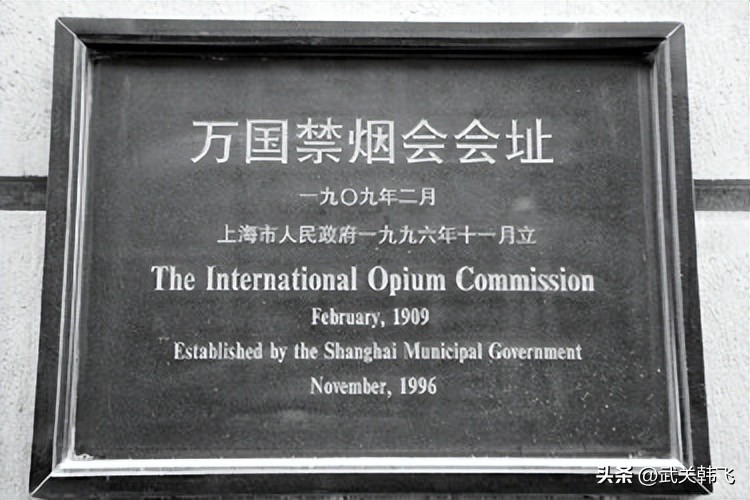 万国禁烟会会址
一九〇九年二月
上海市人民政府一九九六年十一月立
The International Opium Commission
February, 1909
Established by the Shanghai Municipal Government
November, 1996
头条 @武关韩飞